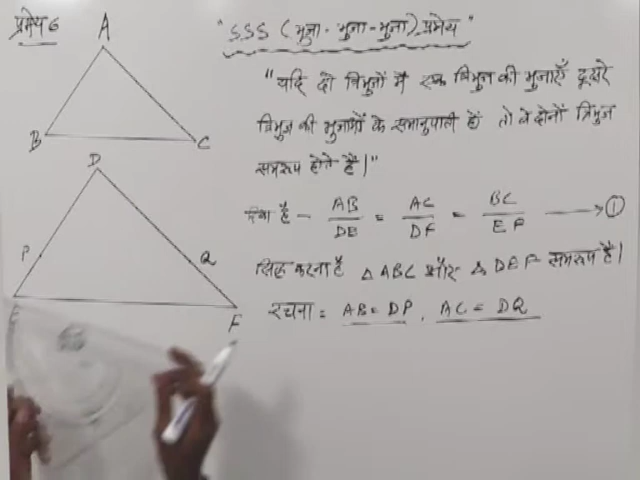 प्रमेय 6
"S.S.S (भुजा-भुजा-भुजा) प्रमेय"
A
B
C
"यदि दो त्रिभुजों में एक त्रिभुज की भुजाएँ दूसरे
त्रिभुज की भुजाओं के समानुपाती हों तो वे दोनों त्रिभुज
समरूप होते हैं।"
दिया है - AB/DE = AC/DF = BC/EF → ①
सिद्ध करना है △ABC और △DEF समरूप है।
रचना = AB = DP, AC = DQ
D
P
Q
E
F